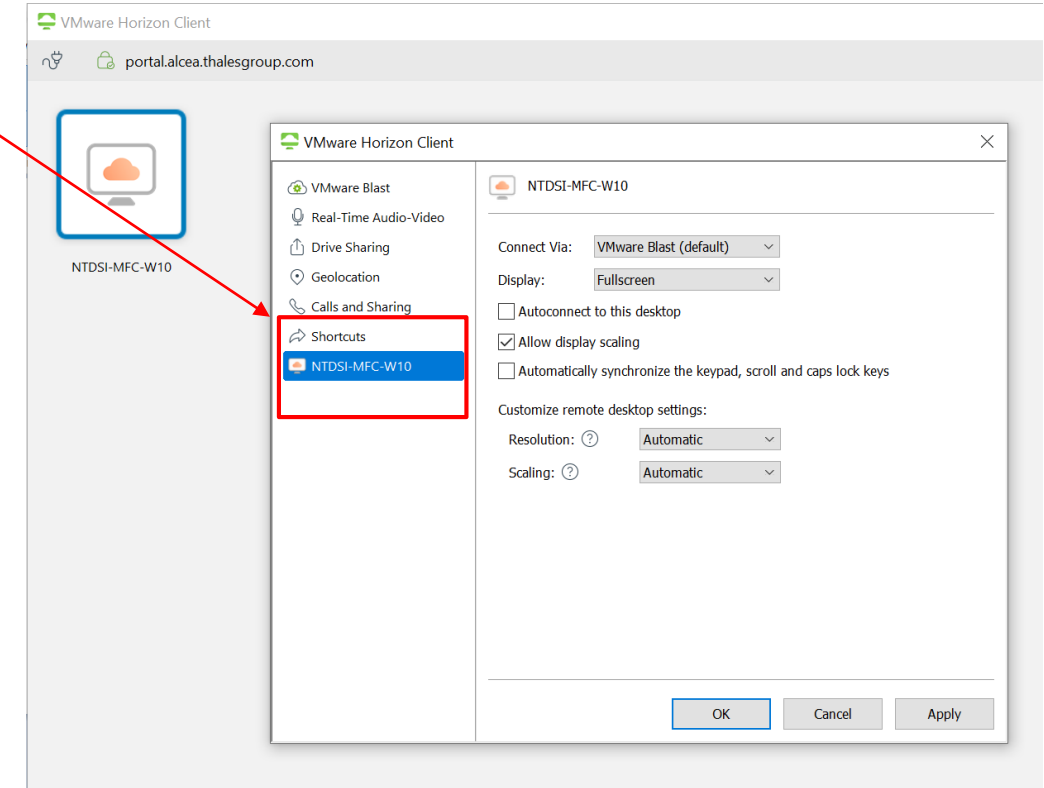 VMware Horizon Client
portal.alcea.thalesgroup.com
NTDSI-MFC-W10
VMware Horizon Client
VMware Blast
Real-Time Audio-Video
Drive Sharing
Geolocation
Calls and Sharing
Shortcuts
NTDSI-MFC-W10
NTDSI-MFC-W10
Connect Via: VMware Blast (default)
Display: Fullscreen
Autoconnect to this desktop
Allow display scaling
Automatically synchronize the keypad, scroll and caps lock keys
Customize remote desktop settings:
Resolution: ? Automatic
Scaling: ? Automatic
OK Cancel Apply